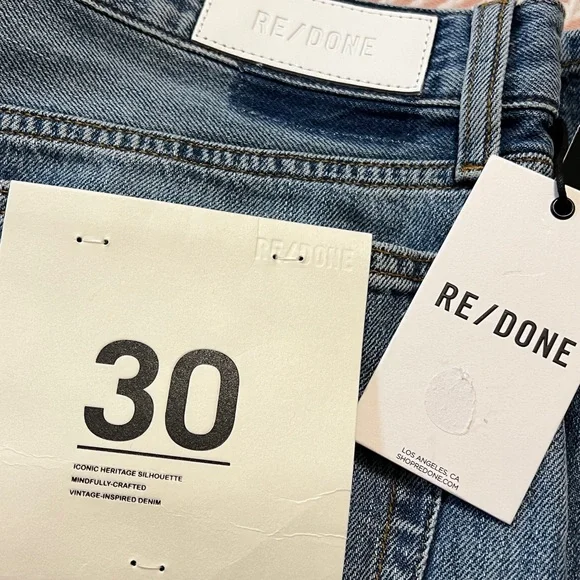 RE/DONE
RE/DONE
30
ICONIC HERITAGE SILHOUETTE
MINDFULLY-CRAFTED
VINTAGE-INSPIRED DENIM
RE/DONE
LOS ANGELES, CA
SHOPREDONE.COM